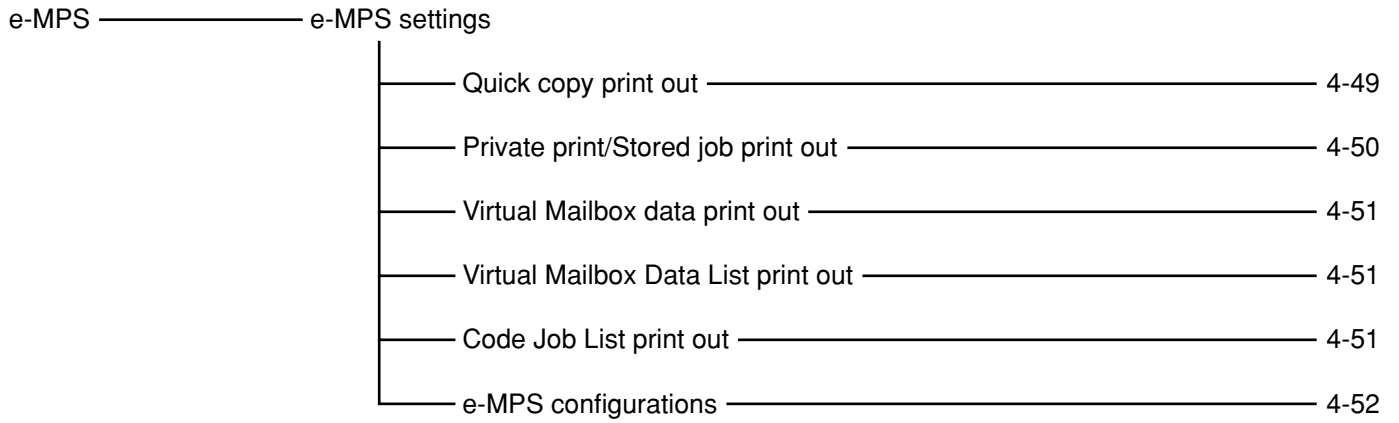 e-MPS e-MPS settings
Quick copy print out 4-49
Private print/Stored job print out 4-50
Virtual Mailbox data print out 4-51
Virtual Mailbox Data List print out 4-51
Code Job List print out 4-51
e-MPS configurations 4-52